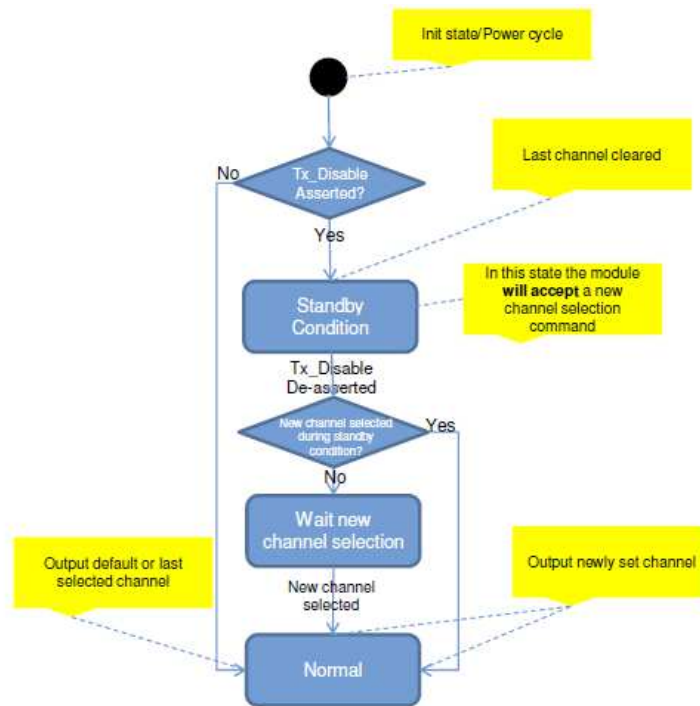 Init state/Power cycle
Last channel cleared
No
Tx_Disable
Asserted?
Yes
In this state the module
will accept a new
channel selection
command
Standby
Condition
Tx_Disable
De-asserted
New channel selected
during standby
condition?
Yes
No
Wait new
channel selection
Output default or last
selected channel
Output newly set channel
New channel
selected
Normal